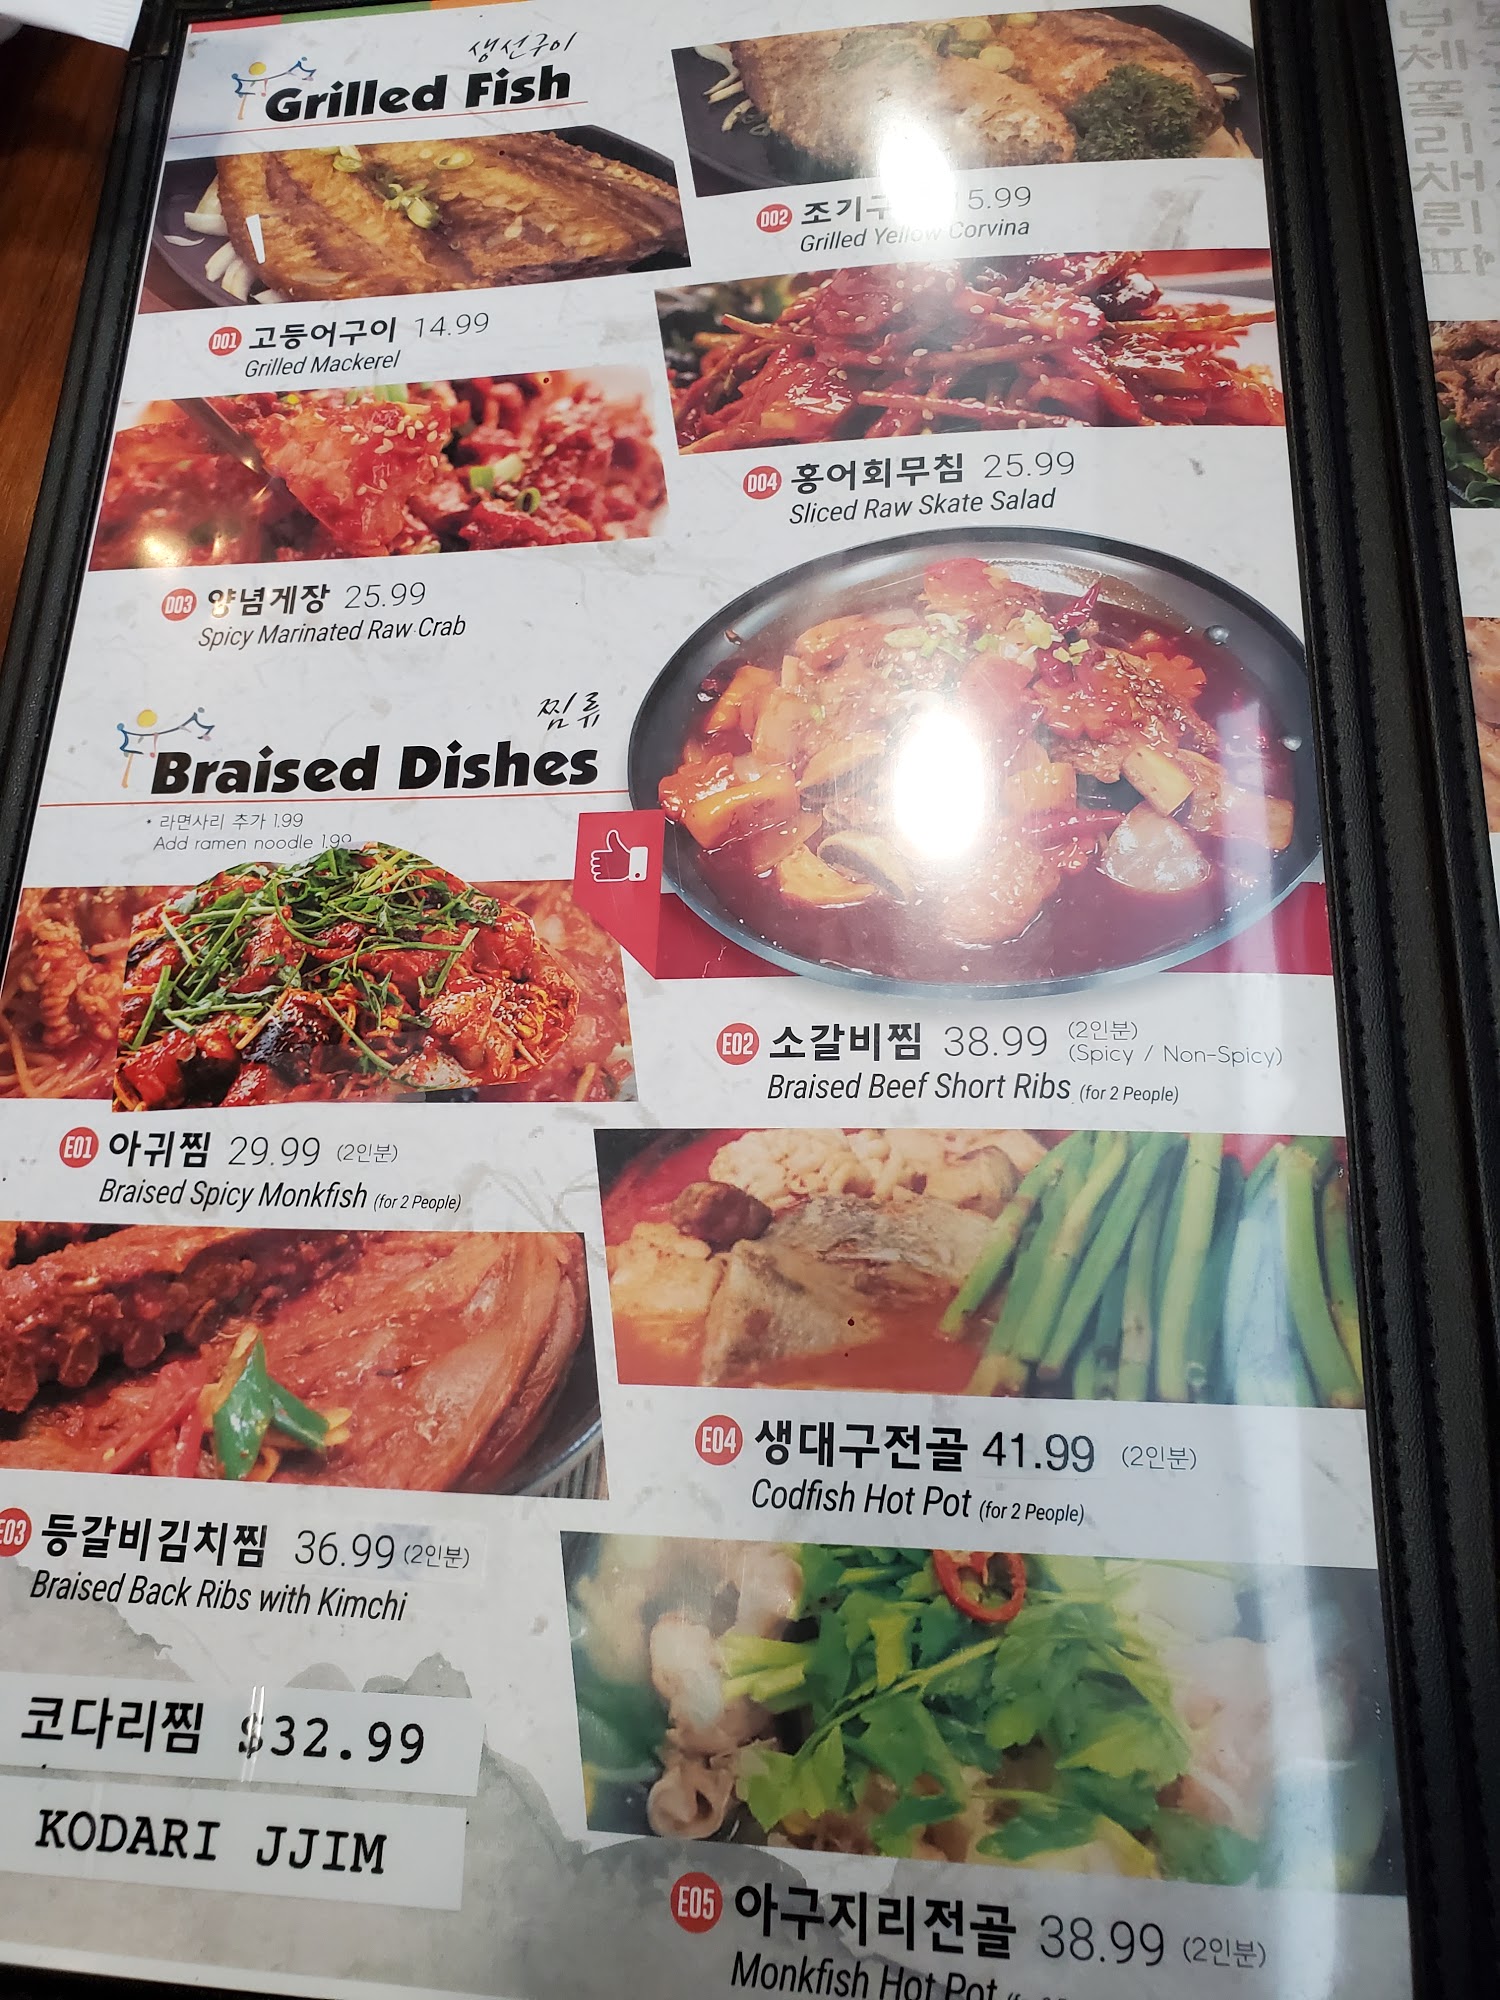 생선구이
Grilled Fish
D01 고등어구이 14.99
Grilled Mackerel
D02 조기구 15.99
Grilled Yellow Corvina
D03 양념게장 25.99
Spicy Marinated Raw Crab
D04 홍어회무침 25.99
Sliced Raw Skate Salad
찜류
Braised Dishes
• 라면사리 추가 1.99
Add ramen noodle 1.99
E01 아귀찜 29.99 (2인분)
Braised Spicy Monkfish (for 2 People)
E02 소갈비찜 38.99 (2인분)
(Spicy / Non-Spicy)
Braised Beef Short Ribs (for 2 People)
E03 등갈비김치찜 36.99 (2인분)
Braised Back Ribs with Kimchi
E04 생대구전골 41.99 (2인분)
Codfish Hot Pot (for 2 People)
코다리찜 $32.99
KODARI JJIM
E05 아구지리전골 38.99 (2인분)
Monkfish Hot Pot